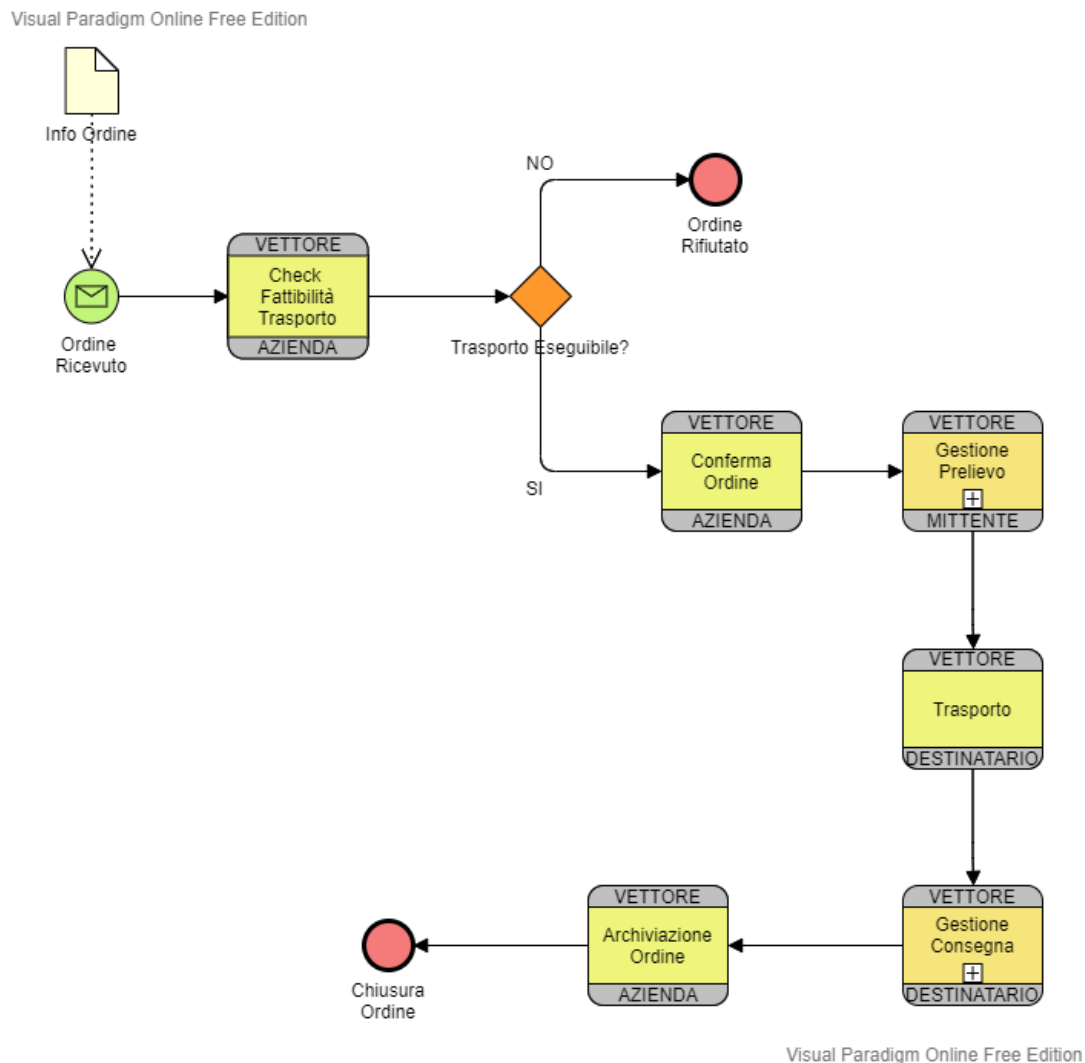 Visual Paradigm Online Free Edition
Info Ordine
NO
Ordine
Rifiutato
VETTORE
Check
Fattibilità
Trasporto
AZIENDA
Ordine
Ricevuto
Trasporto Eseguibile?
SI
VETTORE
Conferma
Ordine
AZIENDA
VETTORE
Gestione
Prelievo
MITTENTE
VETTORE
Trasporto
DESTINATARIO
VETTORE
Gestione
Consegna
DESTINATARIO
VETTORE
Archiviazione
Ordine
AZIENDA
Chiusura
Ordine
Visual Paradigm Online Free Edition